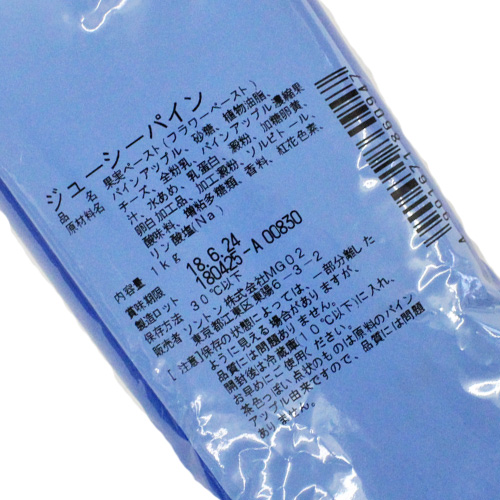 ジューシーパイン
品名 果実ペースト(フラワーペースト)
原材料名 パインアップル、砂糖、植物油脂、
チーズ、全粉乳、パインアップル濃縮果
汁、水あめ、乳蛋白、澱粉、加糖卵黄、
卵白加工品、加工澱粉、ソルビトール、
酸味料、増粘多糖類、香料、紅花色素、
リン酸塩(Na)
内容量 1kg
賞味期限 18.6.24
製造ロット 180425-A 00830
保存方法 30℃以下
販売者 ソントン株式会社MG02
東京都江東区東陽6-3-2
[注意]保存の状態によっては、一部分離した
ように見える場合がありますが、
品質には問題ありません。
開封後は冷蔵庫(10℃以下)に入れ、
お早めにご使用ください。
茶色っぽい点状のものは原料のパイン
アップル由来ですので、品質には問題
ありません。